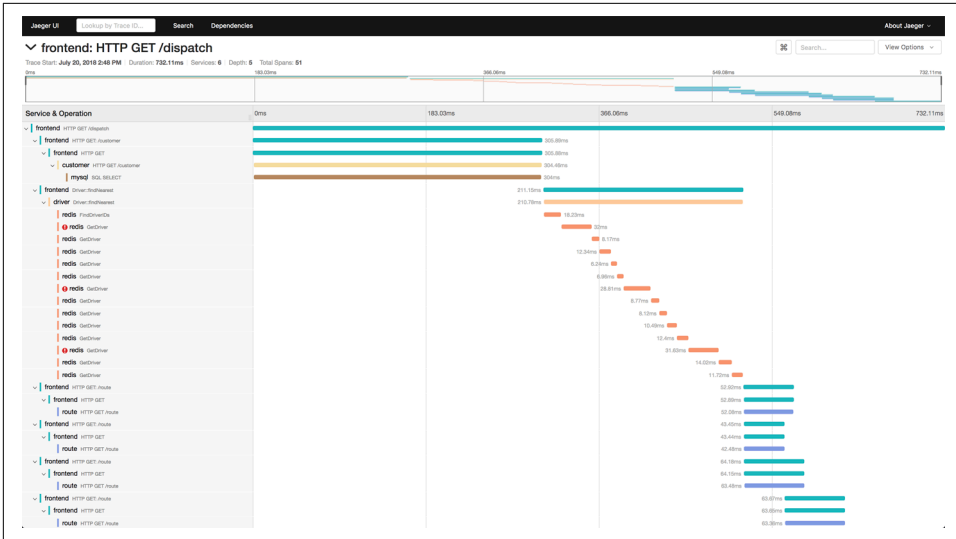 Jaeger UI Lookup by Trace ID... Search Dependencies About Jaeger
frontend: HTTP GET /dispatch Search... View Options
Trace Start: July 20, 2018 2:48 PM Duration: 732.11ms Services: 6 Depth: 5 Total Spans: 51
0ms 183.03ms 366.06ms 549.08ms 732.11ms
Service & Operation 0ms 183.03ms 366.06ms 549.08ms 732.11ms
frontend HTTP GET /dispatch
frontend HTTP GET: /customer 305.89ms
frontend HTTP GET 305.88ms
customer HTTP GET /customer 304.48ms
mysql SQL SELECT 304ms
frontend Driver::findNearest 211.15ms
driver Driver::findNearest 210.78ms
redis FindDriverIDs 18.23ms
redis GetDriver 32ms
redis GetDriver 8.17ms
redis GetDriver 12.34ms
redis GetDriver 6.24ms
redis GetDriver
redis GetDriver 28.81ms
redis GetDriver 8.77ms
redis GetDriver 8.12ms
redis GetDriver 10.49ms
redis GetDriver 12.4ms
redis GetDriver 31.63ms
redis GetDriver 14.02ms
redis GetDriver 11.73ms
frontend HTTP GET: /route 52.92ms
frontend HTTP GET 52.89ms
route HTTP GET /route 52.08ms
frontend HTTP GET: /route 43.45ms
frontend HTTP GET 43.44ms
route HTTP GET /route 42.48ms
frontend HTTP GET: /route 64.16ms
frontend HTTP GET 64.15ms
route HTTP GET /route 63.48ms
frontend HTTP GET: /route 63.87ms
frontend HTTP GET 63.85ms
route HTTP GET /route 63.38ms